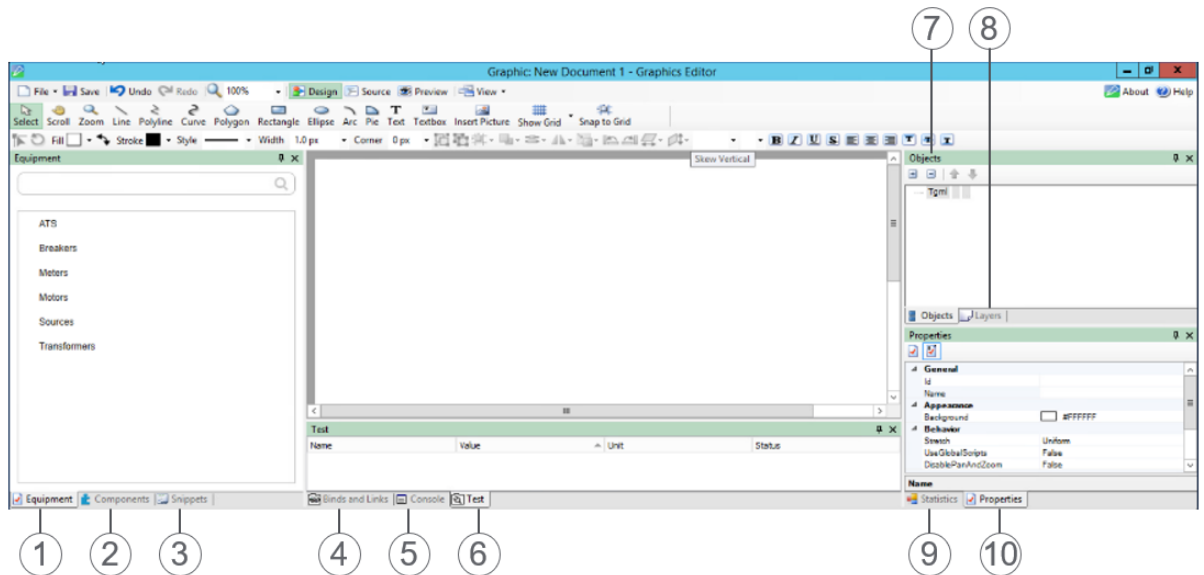 7 8
Graphic: New Document 1 - Graphics Editor
File Save Undo Redo 100% Design Source Preview View About Help
Select Scroll Zoom Line Polyline Curve Polygon Rectangle Ellipse Arc Pie Text Textbox Insert Picture Show Grid Snap to Grid
Fill Stroke Style Width 1.0 px Corner 0 px B I U S
Equipment
Skew Vertical
Objects
Tgml
ATS
Breakers
Meters
Motors
Sources
Transformers
Objects Layers
Properties
General
Id
Name
Appearance
Background #FFFFFF
Behavior
Stretch Uniform
UseGlobalScripts False
DisablePanAndZoom False
Name
Test
Name Value Unit Status
Equipment Components Snippets Binds and Links Console Test Statistics Properties
1 2 3 4 5 6 9 10